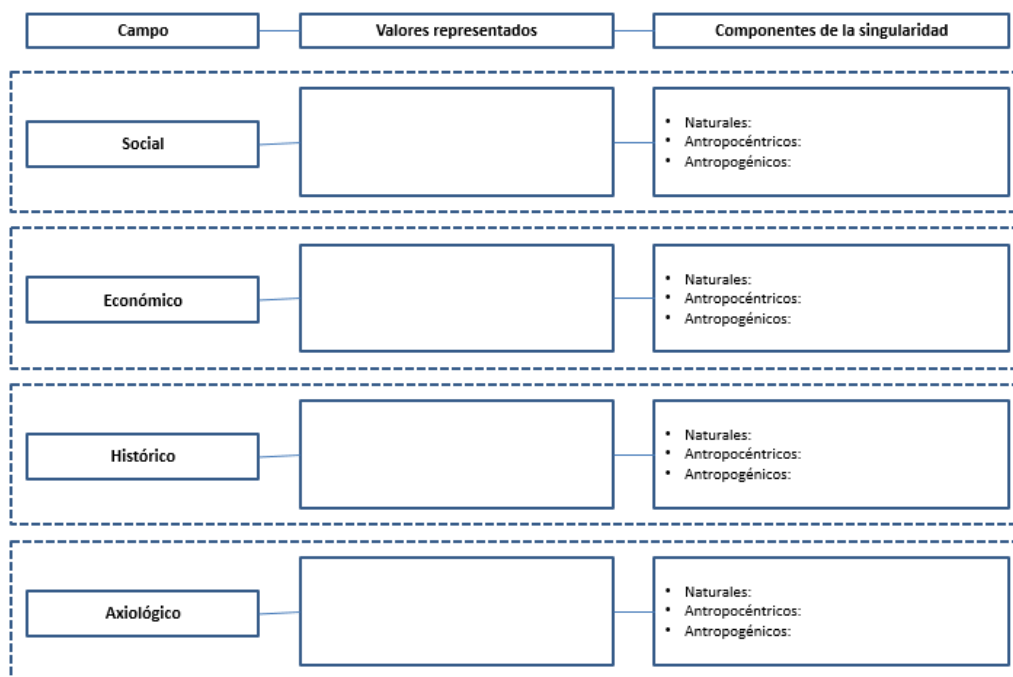 Campo
Valores representados
Componentes de la singularidad
Social
• Naturales:
• Antropocéntricos:
• Antropogénicos:
Económico
• Naturales:
• Antropocéntricos:
• Antropogénicos:
Histórico
• Naturales:
• Antropocéntricos:
• Antropogénicos:
Axiológico
• Naturales:
• Antropocéntricos:
• Antropogénicos: